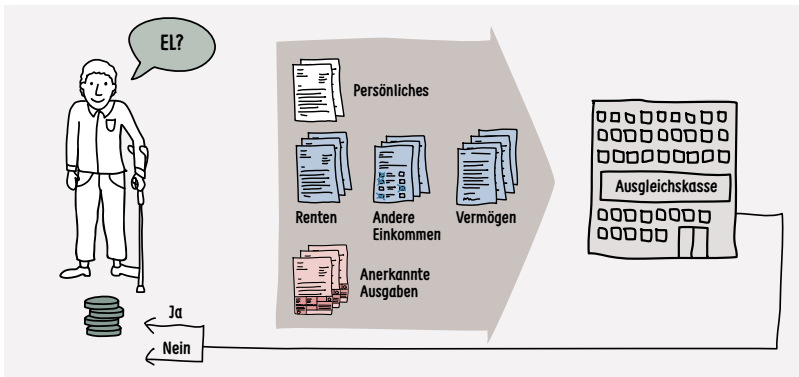 EL?
Persönliches
Renten
Andere
Einkommen
Vermögen
Anerkannte
Ausgaben
Ausgleichskasse
Ja
Nein